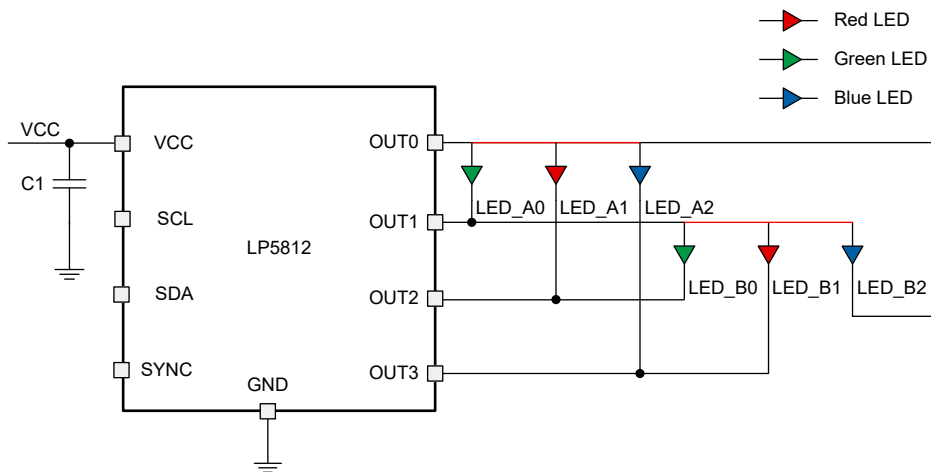 Red LED
Green LED
Blue LED
VCC
VCC
OUT0
C1
LED_A0
LED_A1
LED_A2
SCL
OUT1
LP5812
LED_B0
LED_B1
LED_B2
SDA
OUT2
SYNC
OUT3
GND